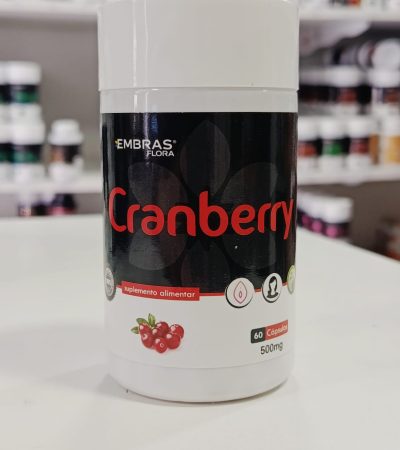 EMBRAS®
FLORA
Cranberry
suplemento alimentar
60 Cápsulas
500mg